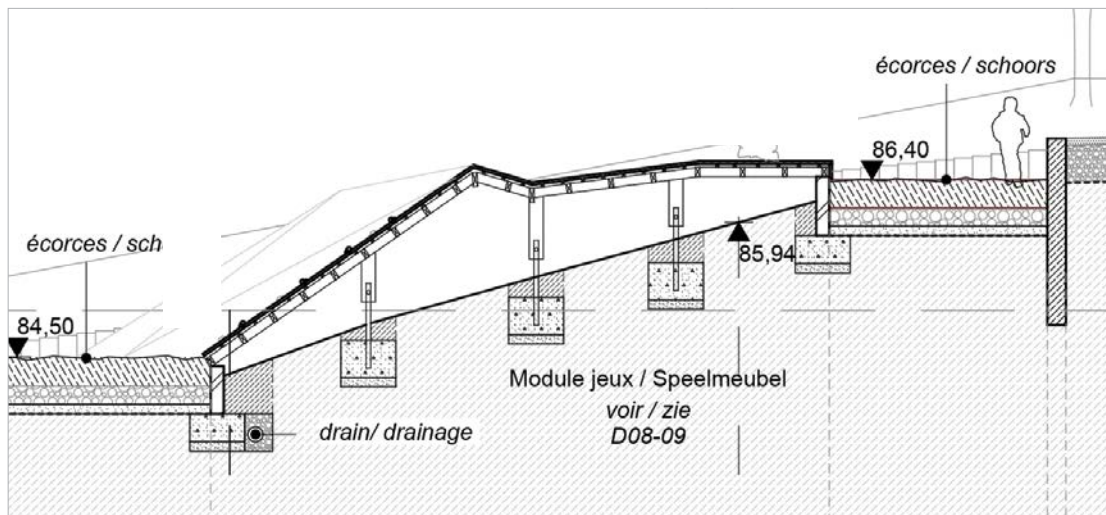 écorces / schoors
86,40
écorces / sch
85,94
84,50
Module jeux / Speelmeubel
voir / zie
D08-09
drain/ drainage